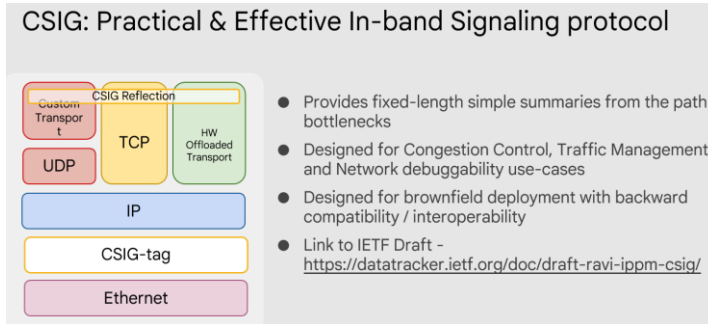 CSIG: Practical & Effective In-band Signaling protocol
CSIG Reflection
Custom
Transpor
t
TCP
HW
Offloaded
Transport
UDP
IP
CSIG-tag
Ethernet
● Provides fixed-length simple summaries from the path
bottlenecks
● Designed for Congestion Control, Traffic Management
and Network debuggability use-cases
● Designed for brownfield deployment with backward
compatibility / interoperability
● Link to IETF Draft -
https://datatracker.ietf.org/doc/draft-ravi-ippm-csig/